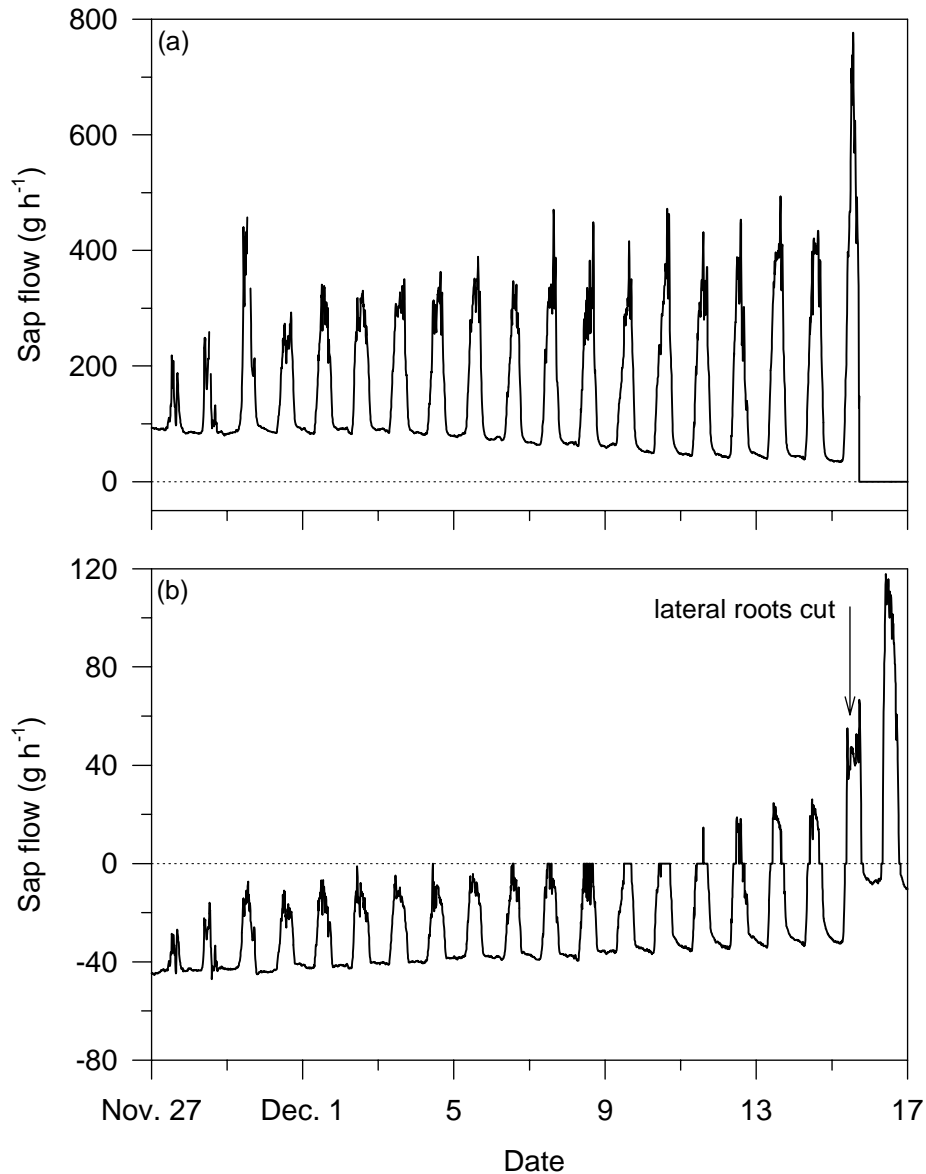 800
(a)
600
400
200
0
Sap flow (g h-1)
120
(b)
lateral roots cut
80
40
0
-40
-80
Sap flow (g h-1)
Nov. 27 Dec. 1 5 9 13 17
Date